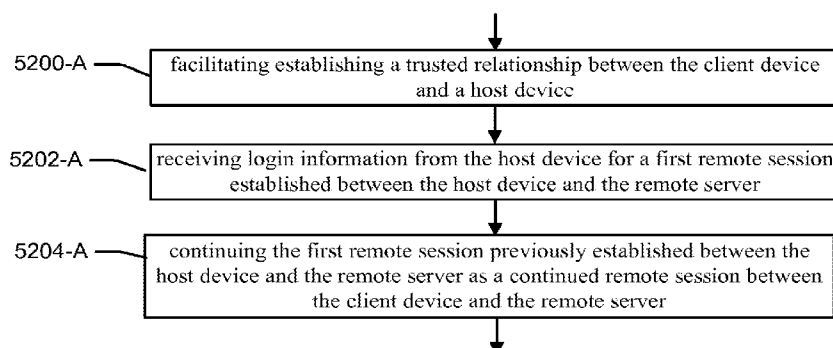 5200-A
facilitating establishing a trusted relationship between the client device
and a host device
5202-A
receiving login information from the host device for a first remote session
established between the host device and the remote server
5204-A
continuing the first remote session previously established between the
host device and the remote server as a continued remote session between
the client device and the remote server